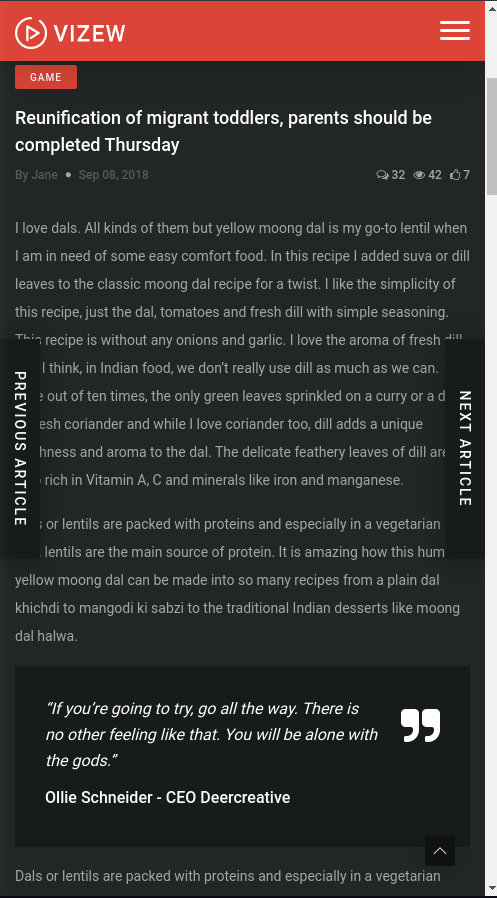 VIZEW
GAME
Reunification of migrant toddlers, parents should be
completed Thursday
By Jane • Sep 08, 2018 32 42 7
I love dals. All kinds of them but yellow moong dal is my go-to lentil when
I am in need of some easy comfort food. In this recipe I added suva or dill
leaves to the classic moong dal recipe for a twist. I like the simplicity of
this recipe, just the dal, tomatoes and fresh dill with simple seasoning.
This recipe is without any onions and garlic. I love the aroma of fresh dill
I think, in Indian food, we don’t really use dill as much as we can.
out of ten times, the only green leaves sprinkled on a curry or a
coriander and while I love coriander too, dill adds a unique
and aroma to the dal. The delicate feathery leaves of dill are
rich in Vitamin A, C and minerals like iron and manganese.
PREVIOUS ARTICLE
NEXT ARTICLE
or lentils are packed with proteins and especially in a vegetarian
lentils are the main source of protein. It is amazing how this
yellow moong dal can be made into so many recipes from a plain dal
khichdi to mangodi ki sabzi to the traditional Indian desserts like moong
dal halwa.
“If you’re going to try, go all the way. There is
no other feeling like that. You will be alone with
the gods.”
Ollie Schneider - CEO Deercreative
Dals or lentils are packed with proteins and especially in a vegetarian